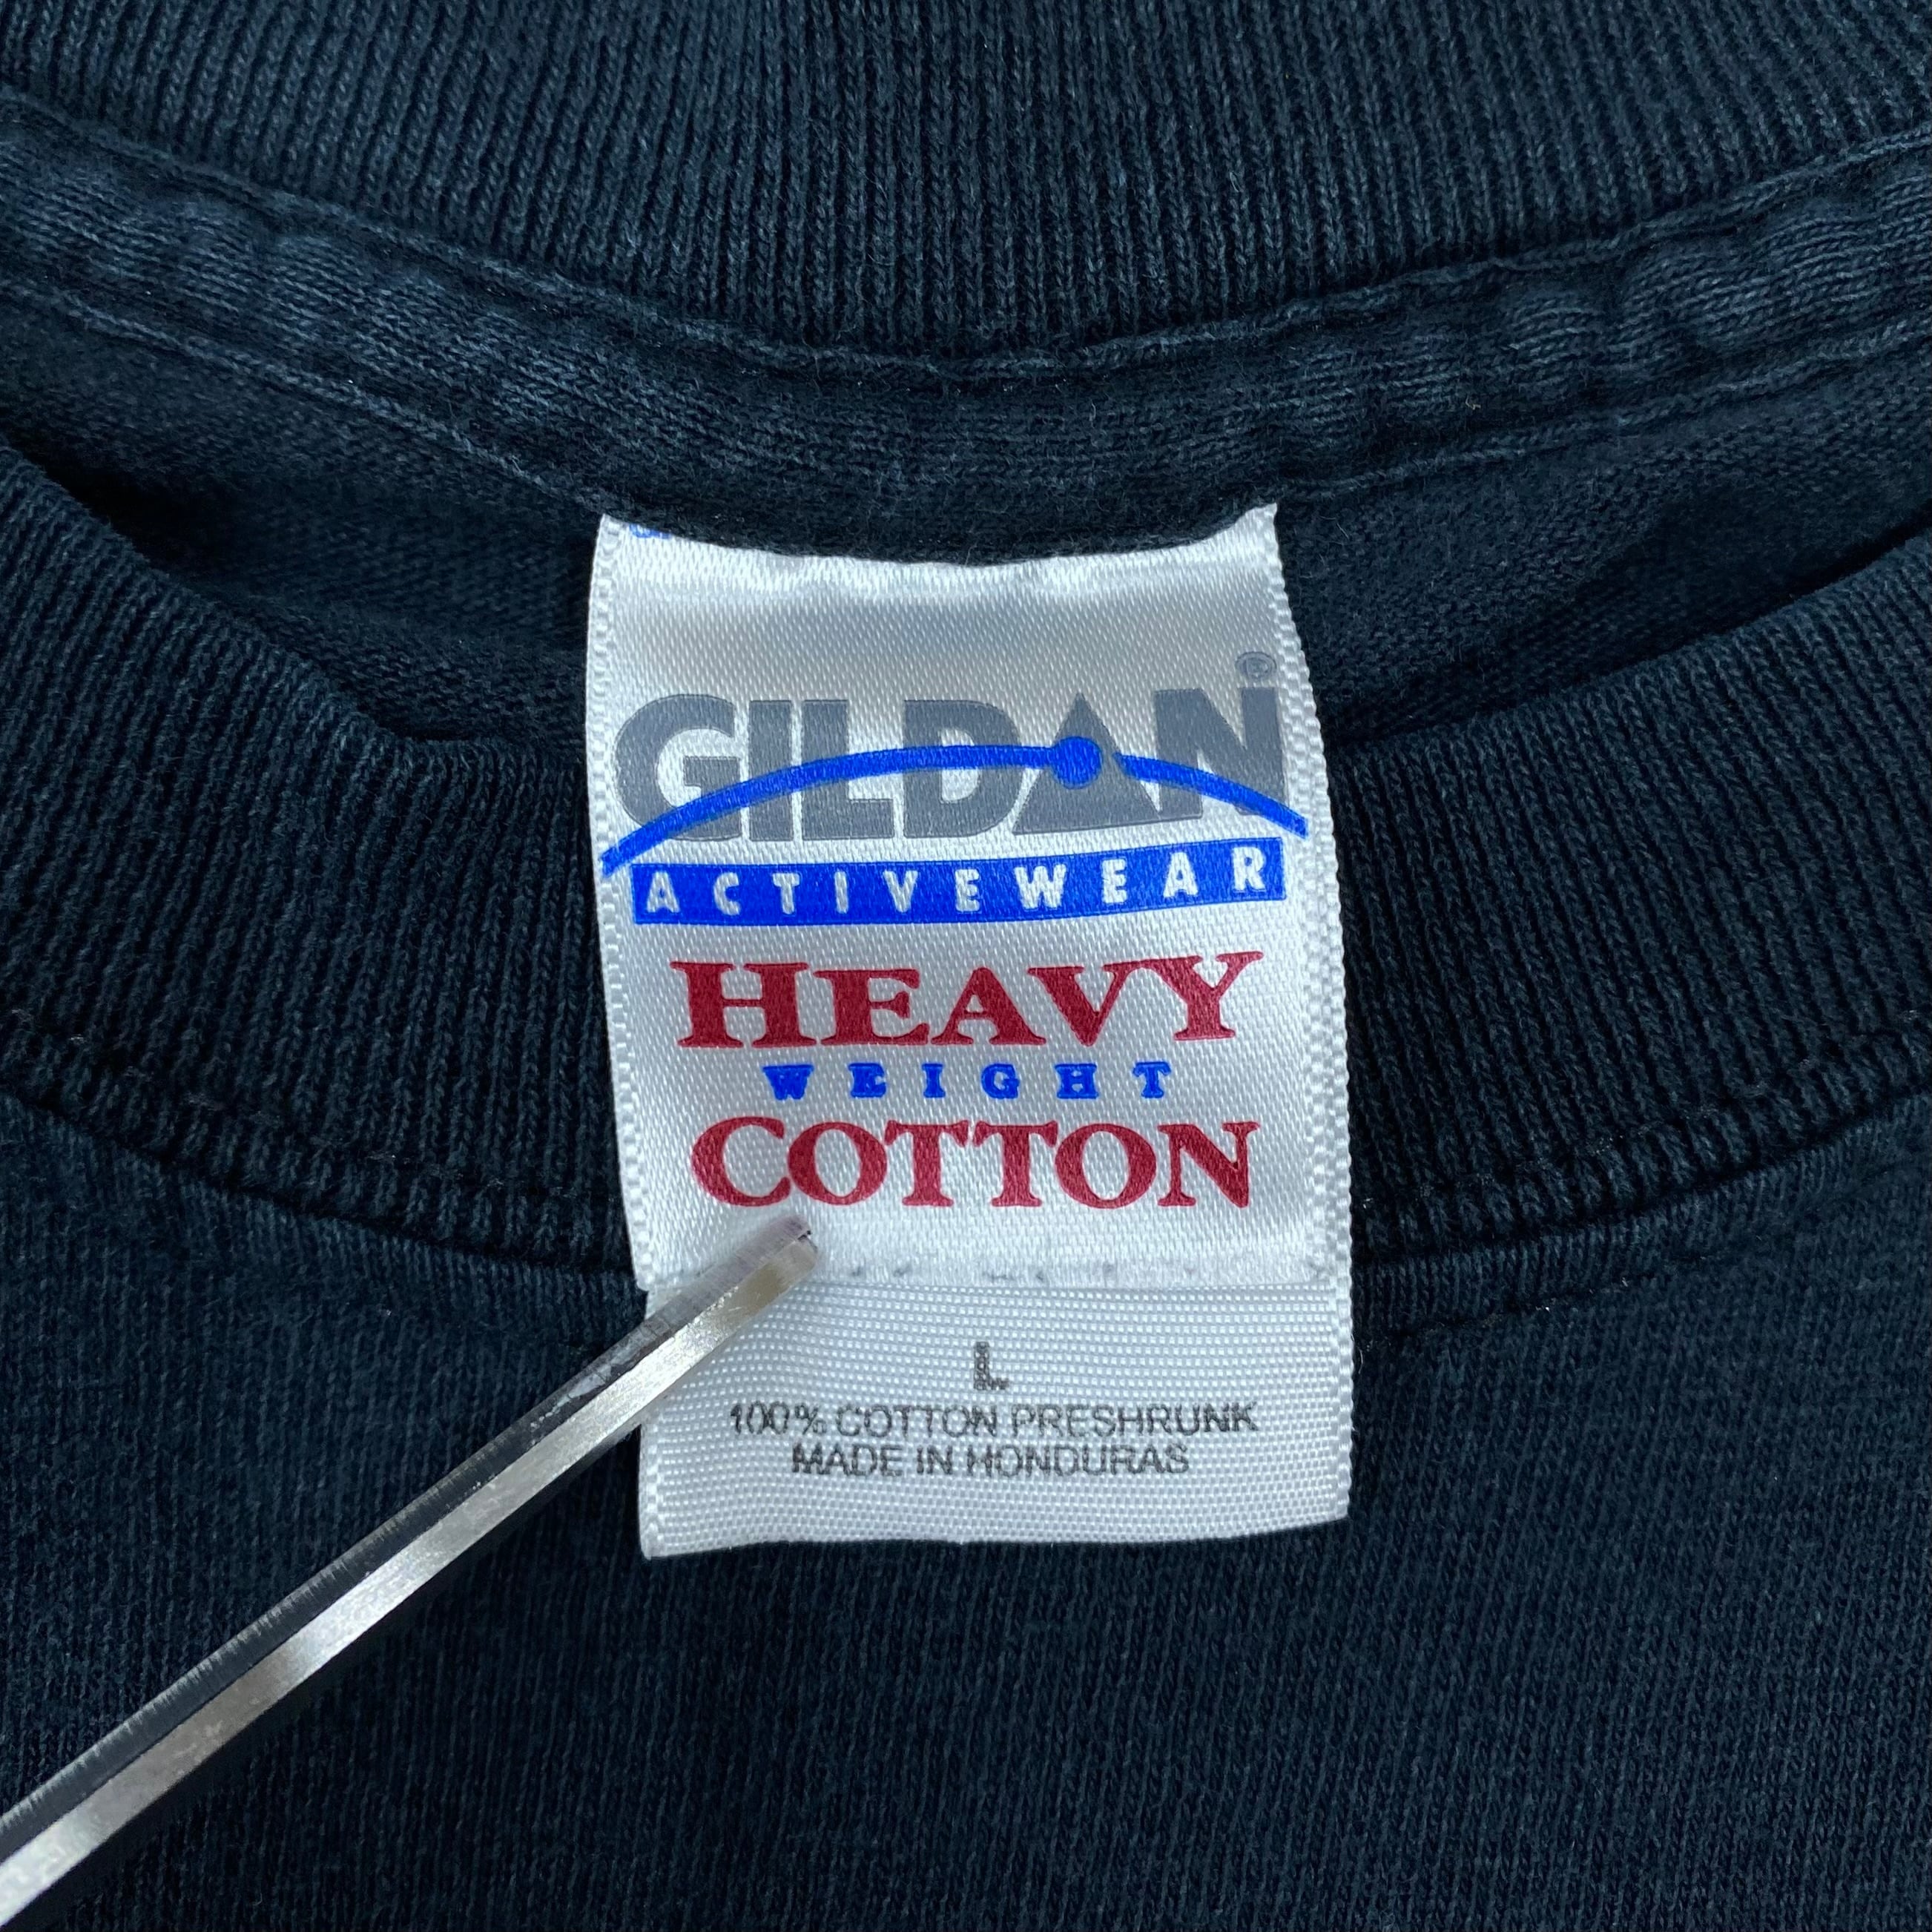 GILDAN®
ACTIVEWEAR
HEAVY
WEIGHT
COTTON
L
100% COTTON PRESHRUNK
MADE IN HONDURAS